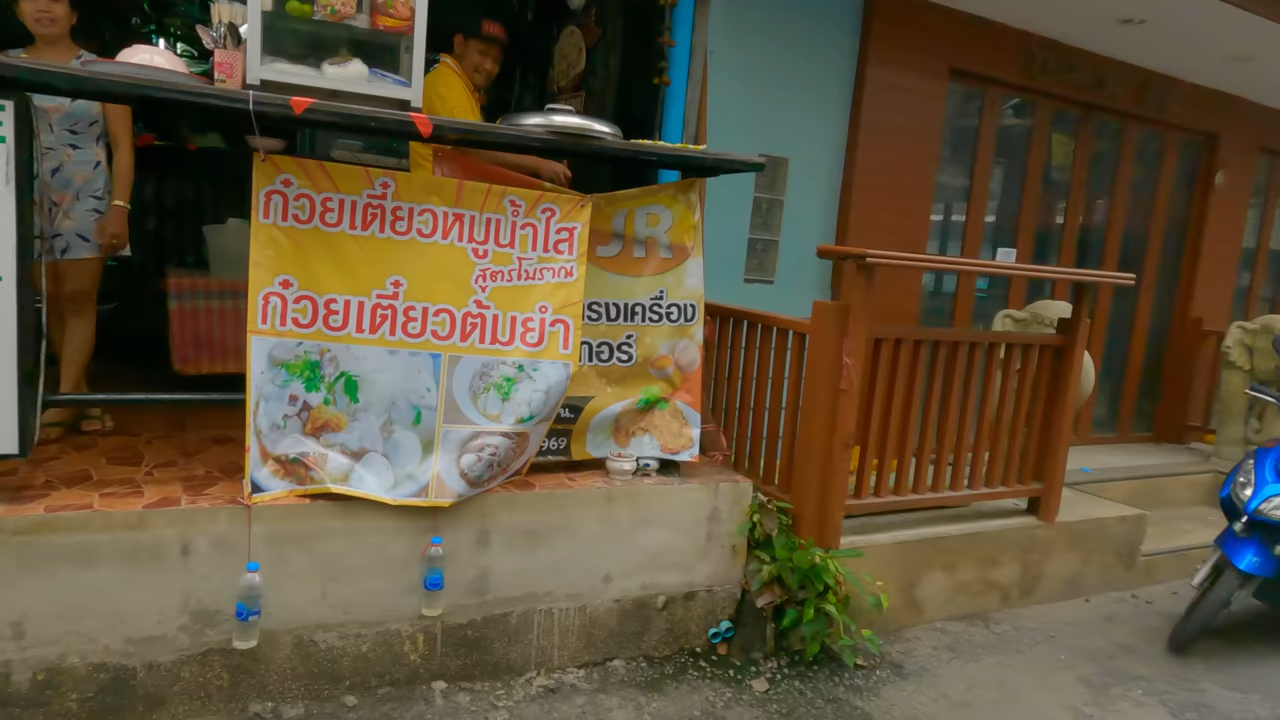 ก๋วยเตี๋ยวหมูน้ำใส
สูตรโบราณ
ก๋วยเตี๋ยวต้มยำ
JR
รงเครื่อง
กอร์
น.
969